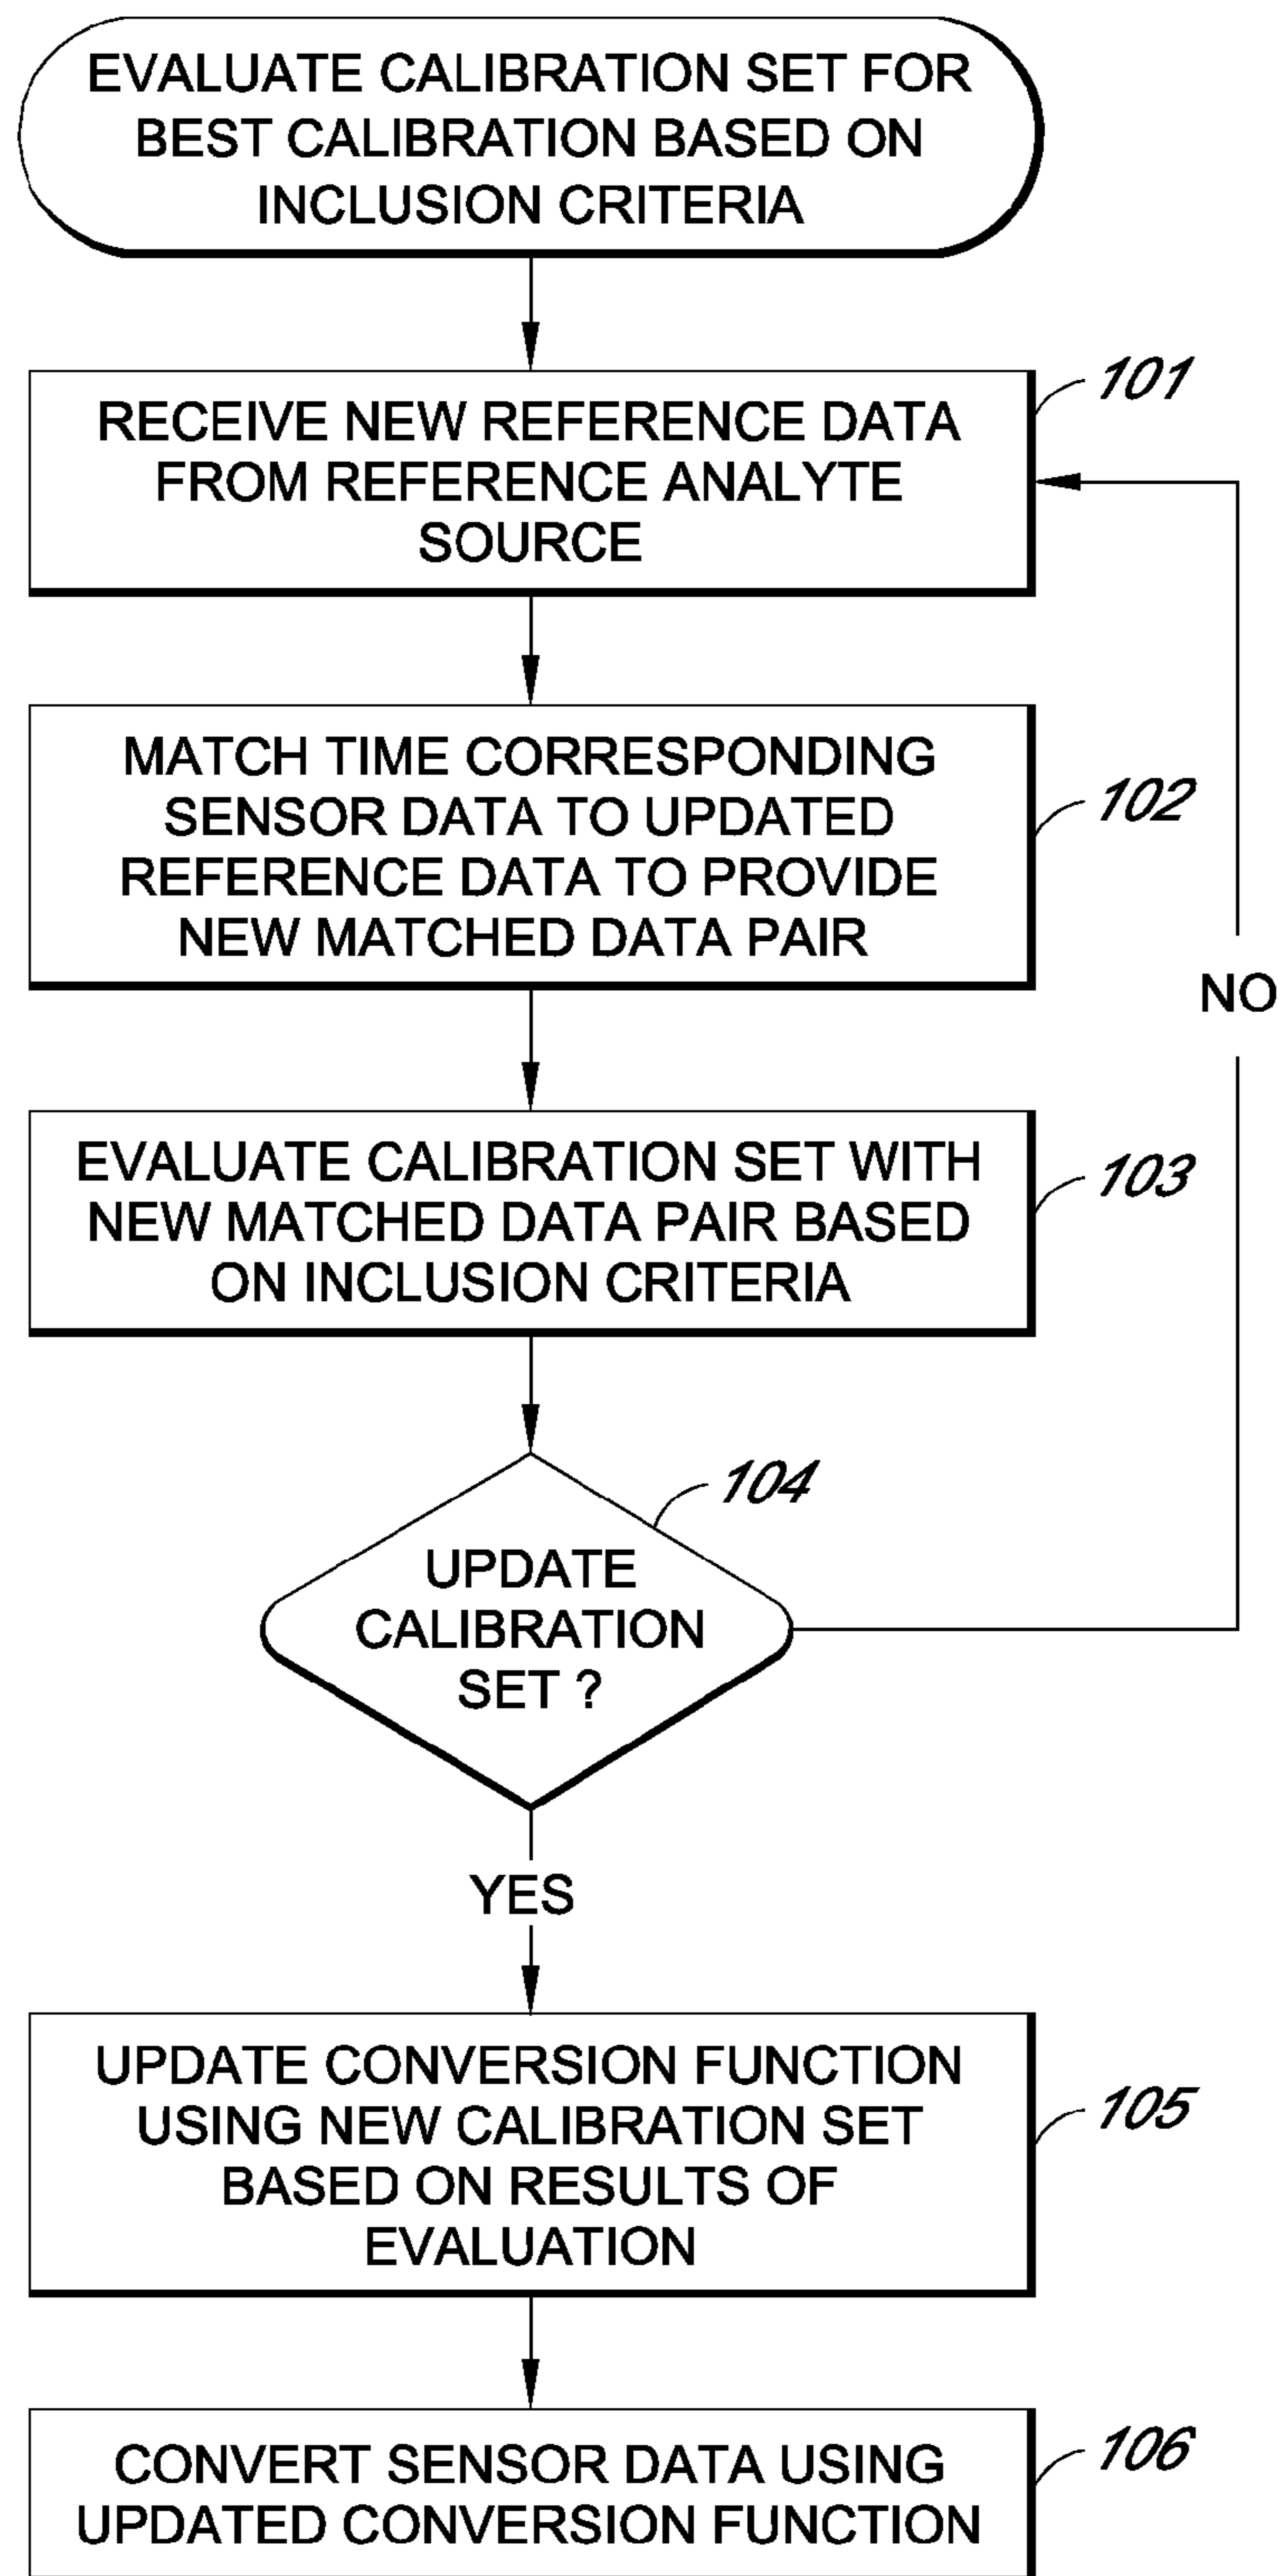 EVALUATE CALIBRATION SET FOR
BEST CALIBRATION BASED ON
INCLUSION CRITERIA
101
RECEIVE NEW REFERENCE DATA
FROM REFERENCE ANALYTE
SOURCE
102
MATCH TIME CORRESPONDING
SENSOR DATA TO UPDATED
REFERENCE DATA TO PROVIDE
NEW MATCHED DATA PAIR
NO
103
EVALUATE CALIBRATION SET WITH
NEW MATCHED DATA PAIR BASED
ON INCLUSION CRITERIA
104
UPDATE
CALIBRATION
SET ?
YES
105
UPDATE CONVERSION FUNCTION
USING NEW CALIBRATION SET
BASED ON RESULTS OF
EVALUATION
106
CONVERT SENSOR DATA USING
UPDATED CONVERSION FUNCTION